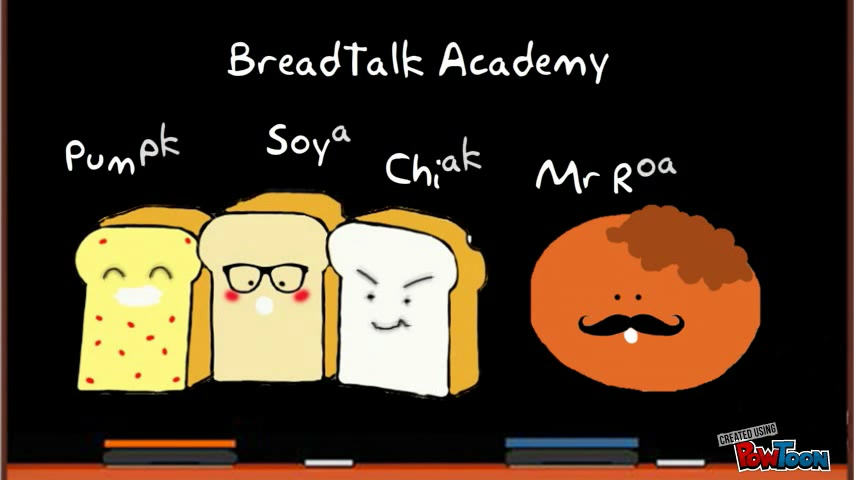 BreadTalk Academy
Pumpk
Soya
Chiak
Mr Roa
CREATED USING
POWTOON